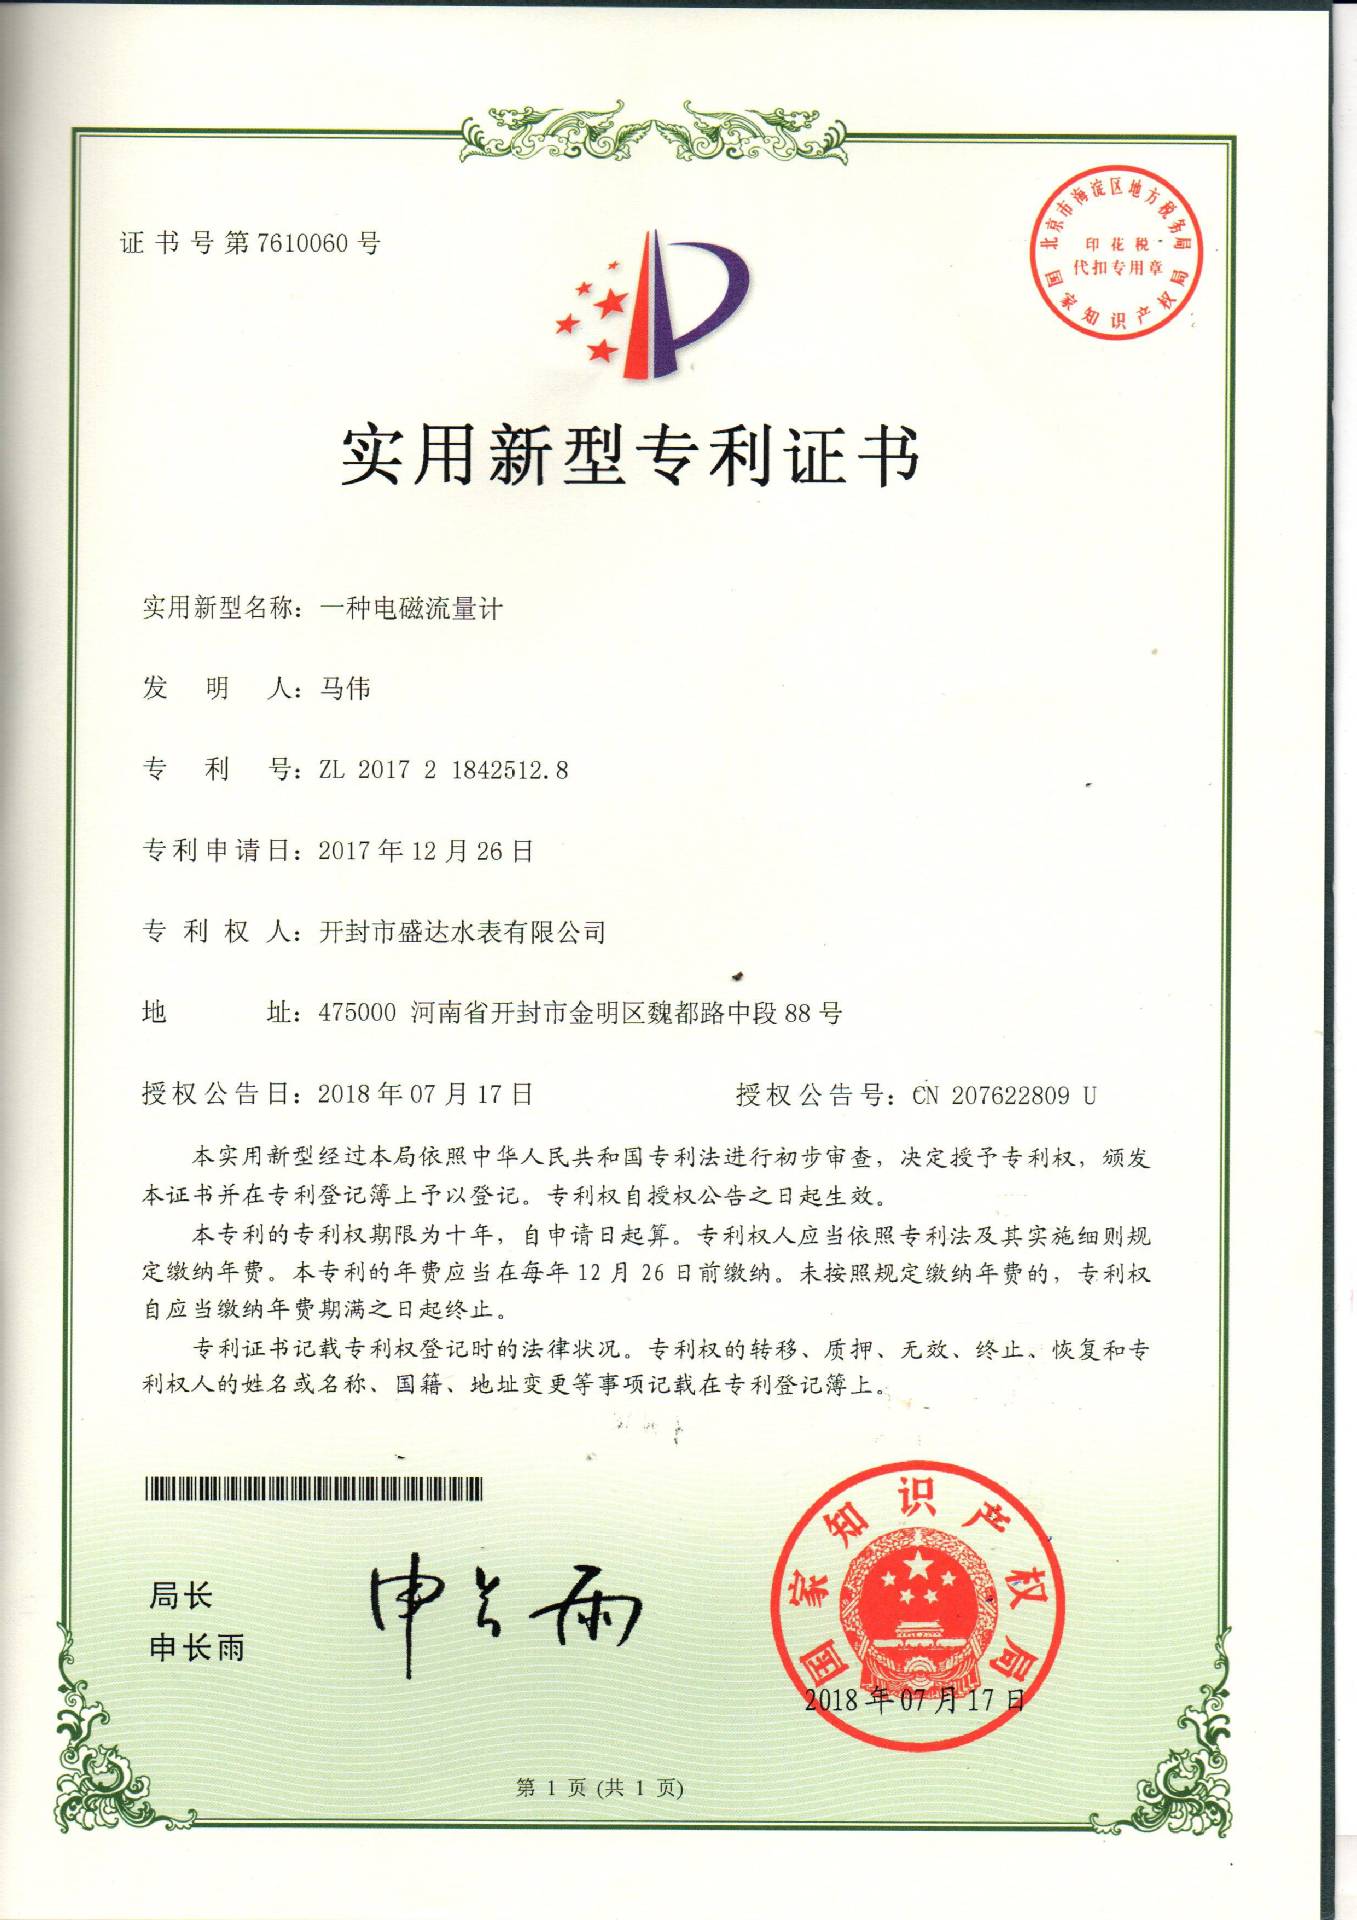 证书号第7610060号
北京市海淀区地方税务局
印花税
代扣专用章
国家知识产权局
实用新型专利证书
实用新型名称：一种电磁流量计
发明人：马伟
专利号：ZL 2017 2 1842512.8
专利申请日：2017年12月26日
专利权人：开封市盛达水表有限公司
地址：475000 河南省开封市金明区魏都路中段88号
授权公告日：2018年07月17日 授权公告号：CN 207622809 U
本实用新型经过本局依照中华人民共和国专利法进行初步审查，决定授予专利权，颁发
本证书并在专利登记簿上予以登记。专利权自授权公告之日起生效。
本专利的专利权期限为十年，自申请日起算。专利权人应当依照专利法及其实施细则规
定缴纳年费。本专利的年费应当在每年12月26日前缴纳。未按照规定缴纳年费的，专利权
自应当缴纳年费期满之日起终止。
专利证书记载专利权登记时的法律状况。专利权的转移、质押、无效、终止、恢复和专
利权人的姓名或名称、国籍、地址变更等事项记载在专利登记簿上。
局长
申长雨
申长雨
国家知识产权局
2018年07月17日
第 1 页 (共 1 页)